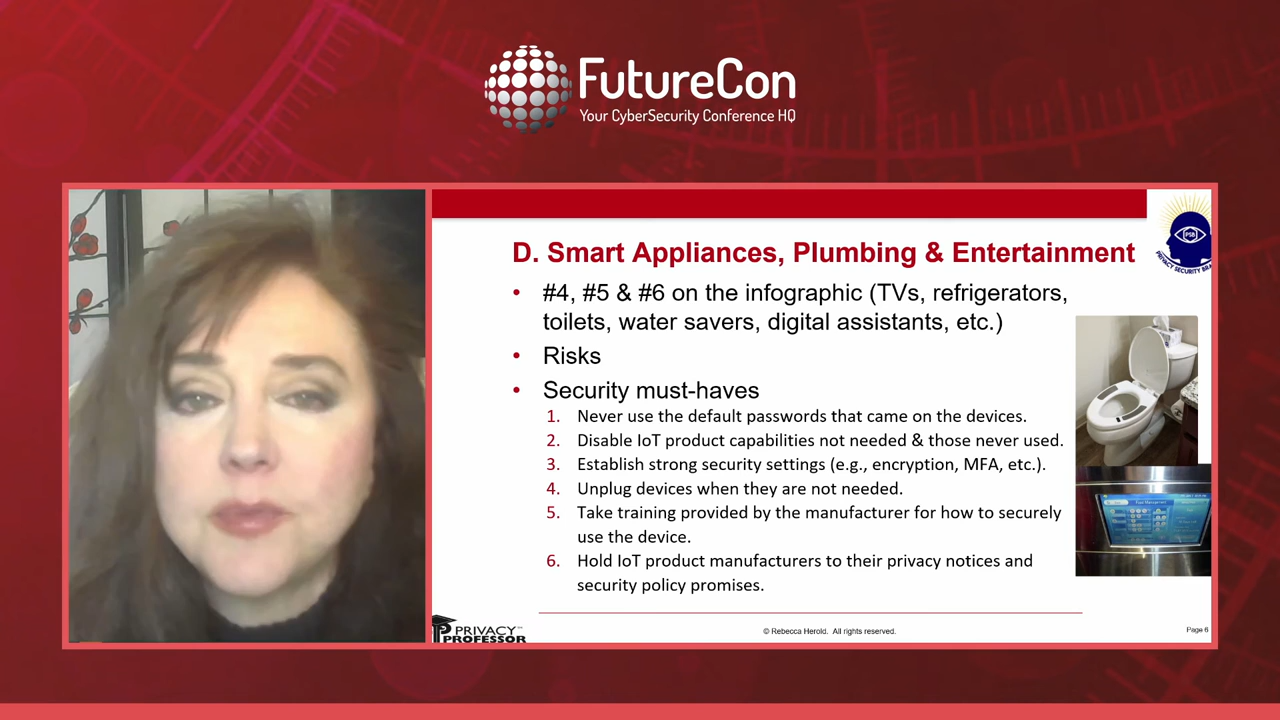 FutureCon
Your CyberSecurity Conference HQ
D. Smart Appliances, Plumbing & Entertainment
PSB
PRIVACY SECURITY BRA
• #4, #5 & #6 on the infographic (TVs, refrigerators,
toilets, water savers, digital assistants, etc.)
• Risks
• Security must-haves
1. Never use the default passwords that came on the devices.
2. Disable IoT product capabilities not needed & those never used.
3. Establish strong security settings (e.g., encryption, MFA, etc.).
4. Unplug devices when they are not needed.
5. Take training provided by the manufacturer for how to securely
use the device.
6. Hold IoT product manufacturers to their privacy notices and
security policy promises.
PRIVACY
PROFESSOR
© Rebecca Herold. All rights reserved.
Page 6